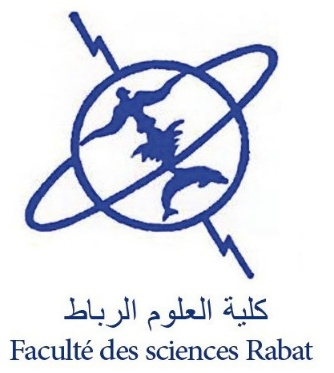 كلية العلوم الرباط
Faculté des sciences Rabat